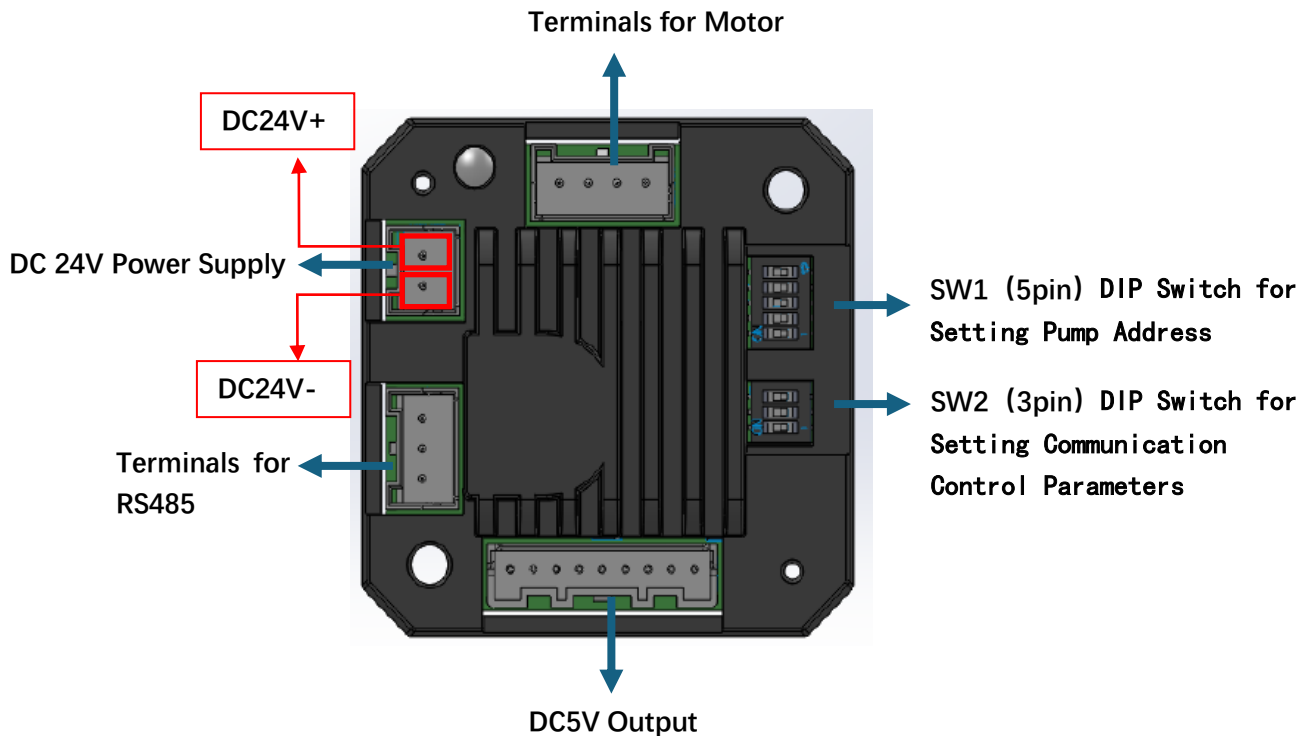 Terminals for Motor
DC24V+
DC 24V Power Supply
DC24V-
Terminals for
RS485
SW1 (5pin) DIP Switch for
Setting Pump Address
SW2 (3pin) DIP Switch for
Setting Communication
Control Parameters
DC5V Output